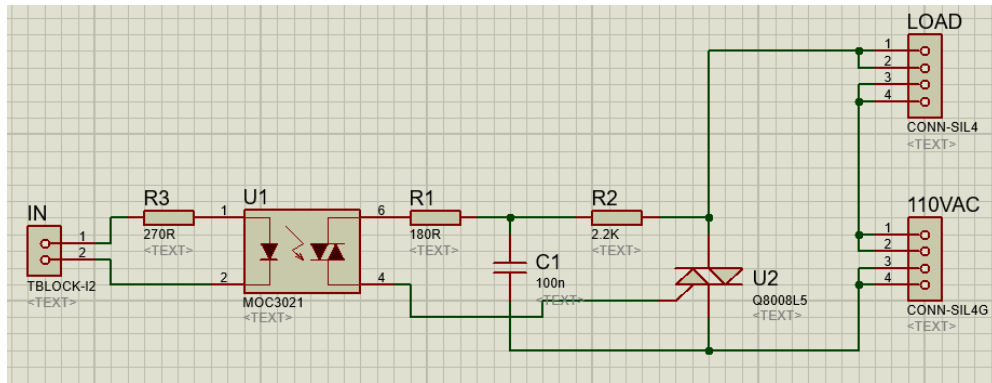 LOAD
1
2
3
4
CONN-SIL4
<TEXT>
IN
1
2
TBLOCK-I2
<TEXT>
R3
270R
<TEXT>
U1
1
2
6
4
MOC3021
<TEXT>
R1
180R
<TEXT>
C1
100n
<TEXT>
R2
2.2K
<TEXT>
U2
Q8008L5
<TEXT>
110VAC
1
2
3
4
CONN-SIL4G
<TEXT>